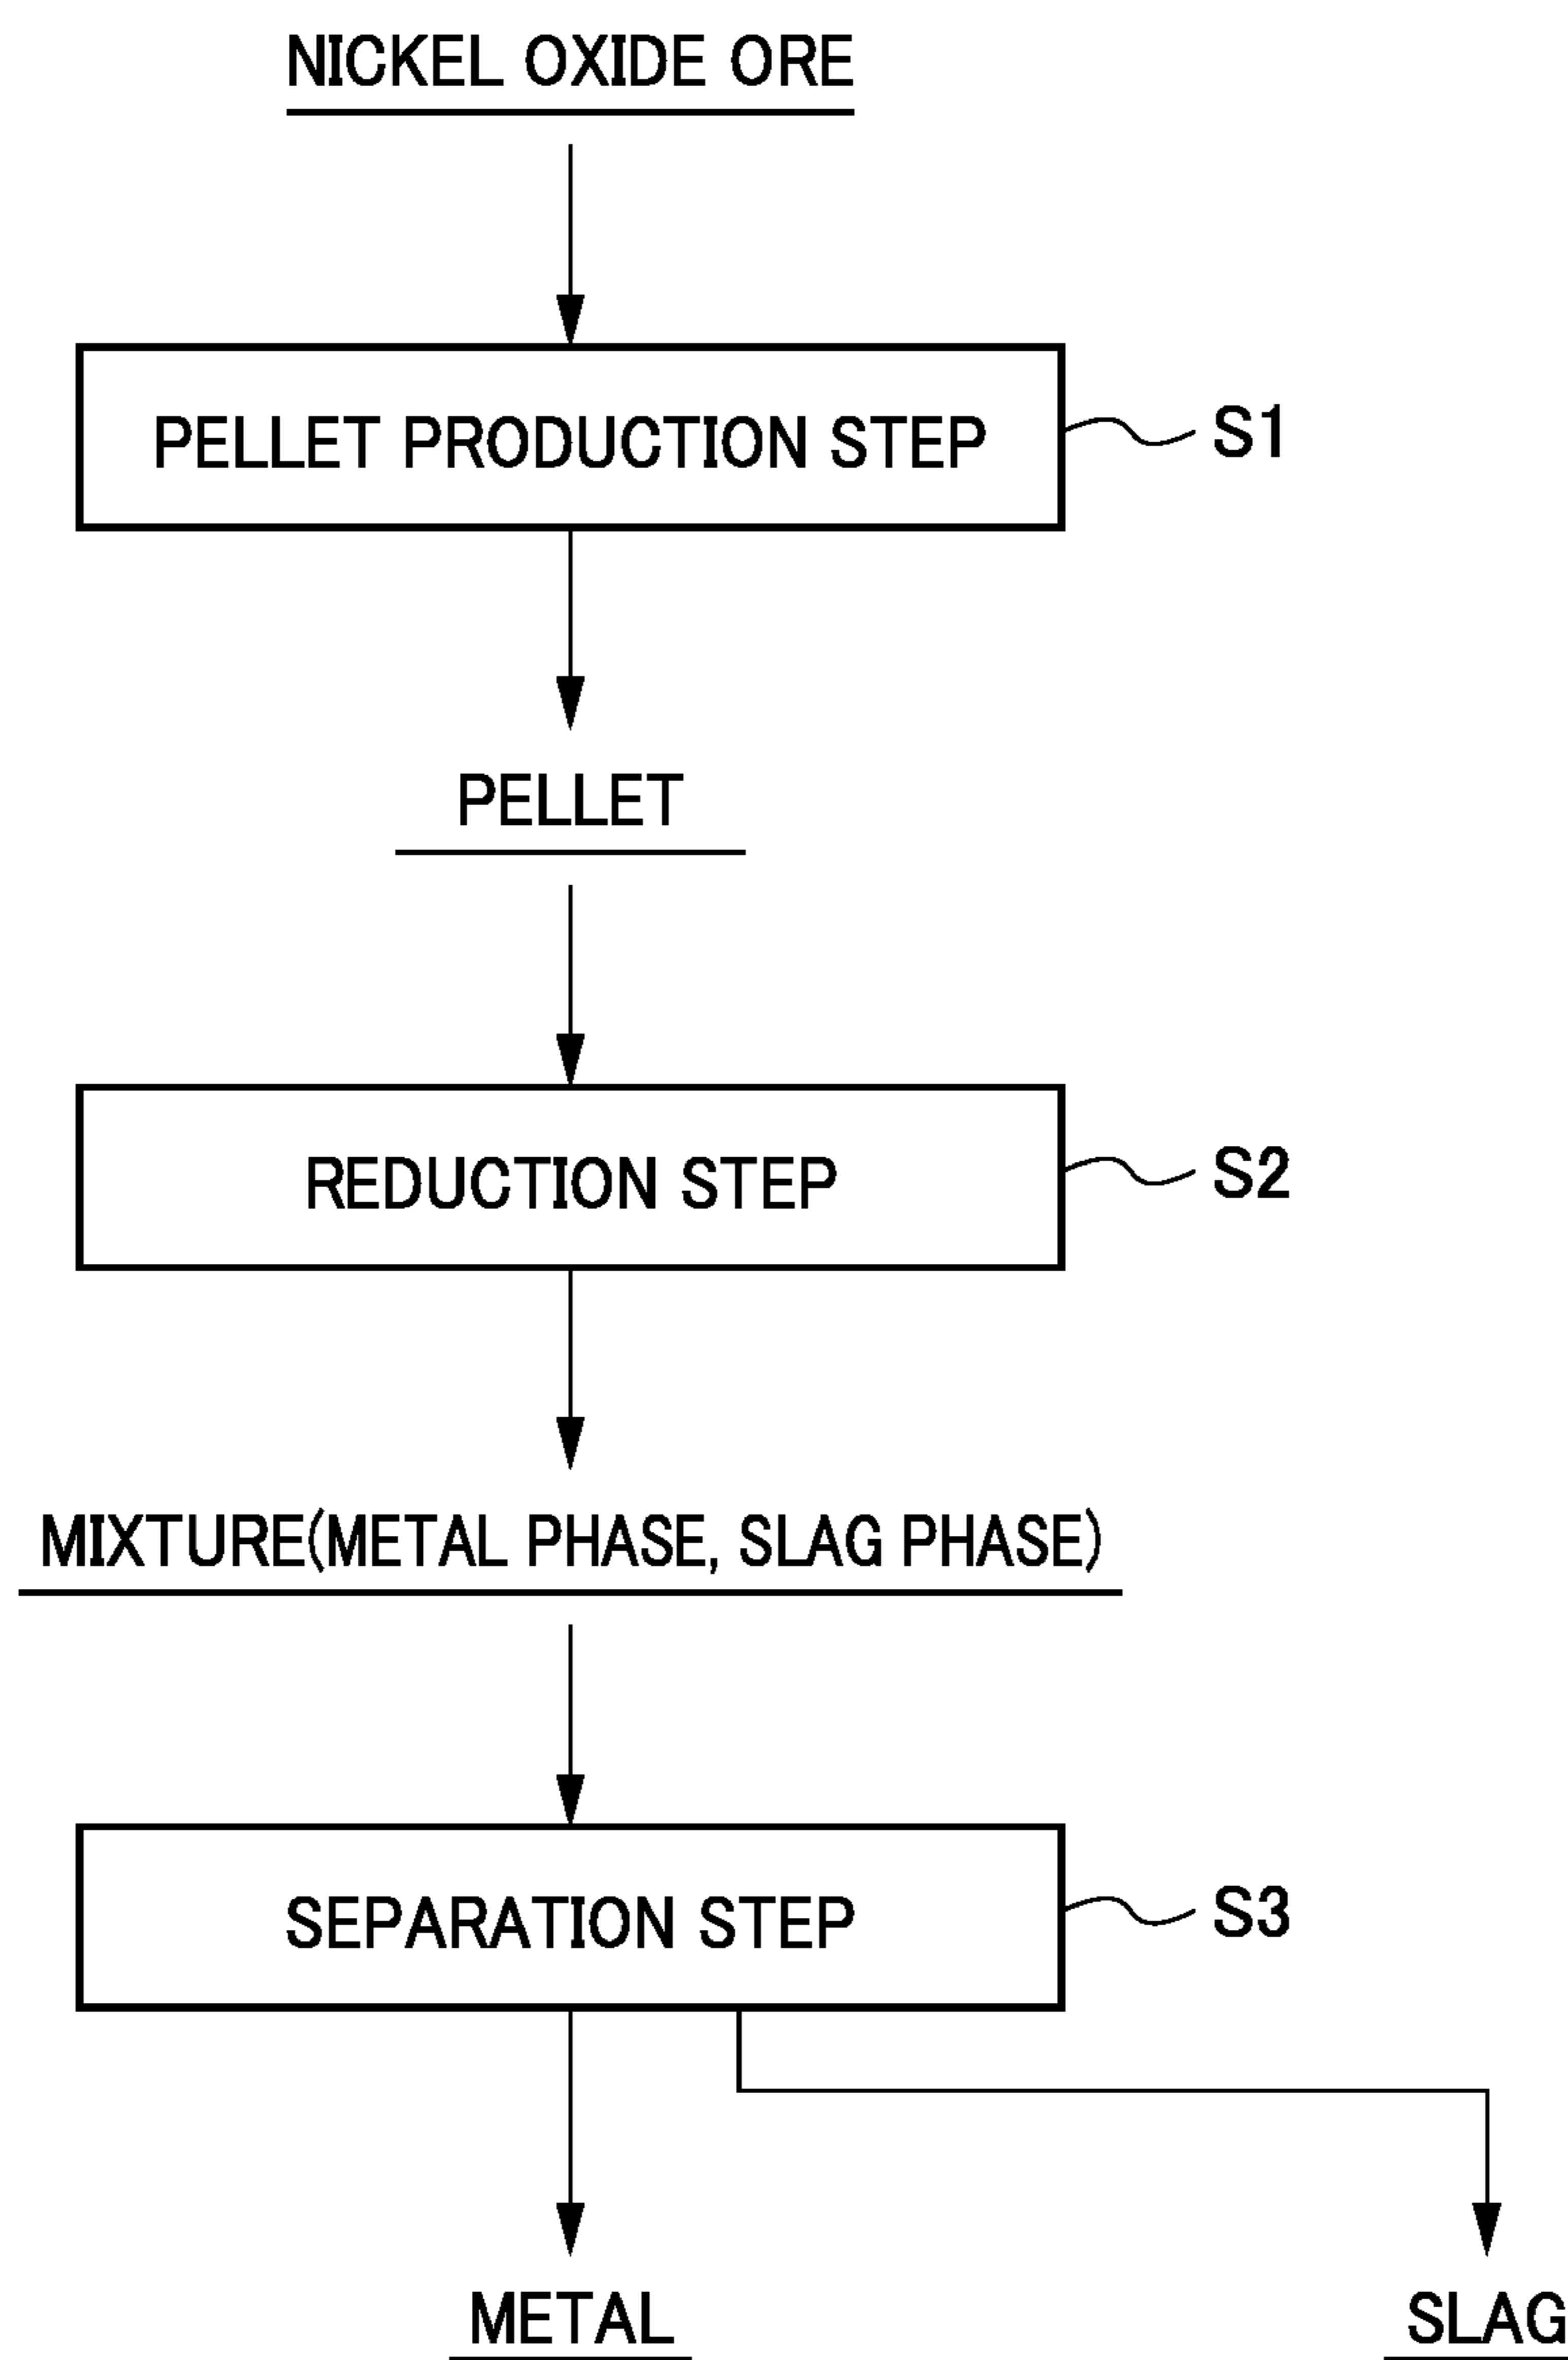 NICKEL OXIDE ORE
PELLET PRODUCTION STEP
S1
PELLET
REDUCTION STEP
S2
MIXTURE(METAL PHASE, SLAG PHASE)
SEPARATION STEP
S3
METAL
SLAG